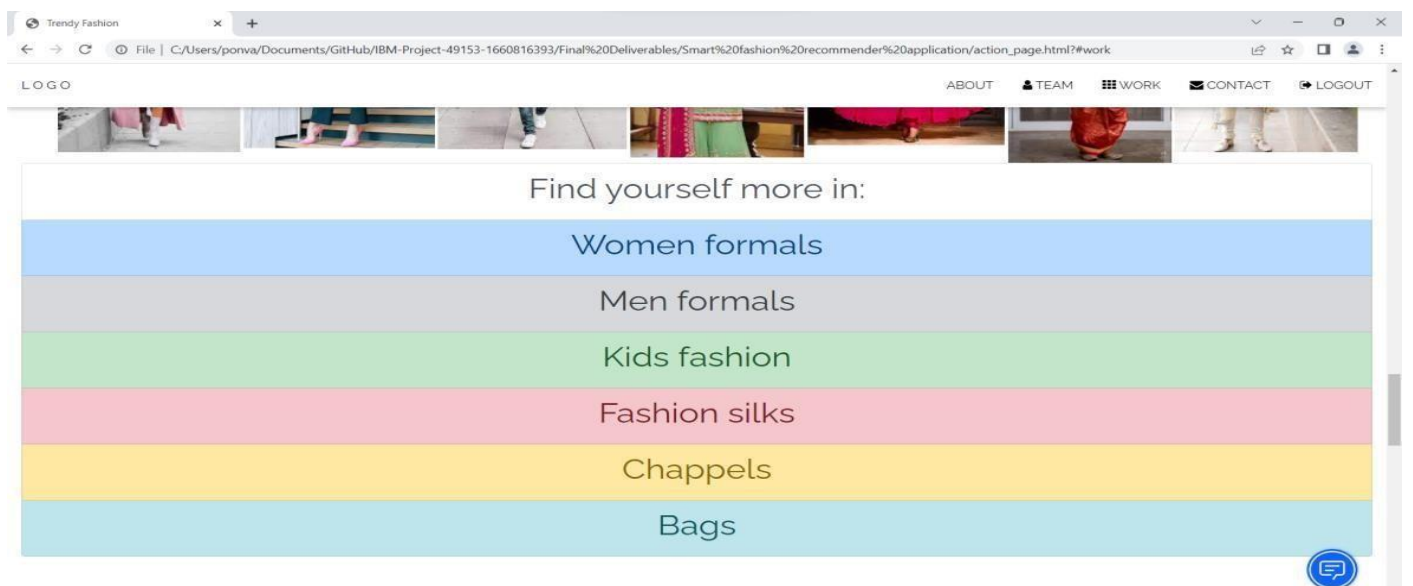 Trendy Fashion
File | C:/Users/ponva/Documents/GitHub/IBM-Project-49153-1660816393/Final%20Deliverables/Smart%20fashion%20recommender%20application/action_page.html?#work
LOGO ABOUT TEAM WORK CONTACT LOGOUT
Find yourself more in:
Women formals
Men formals
Kids fashion
Fashion silks
Chappels
Bags